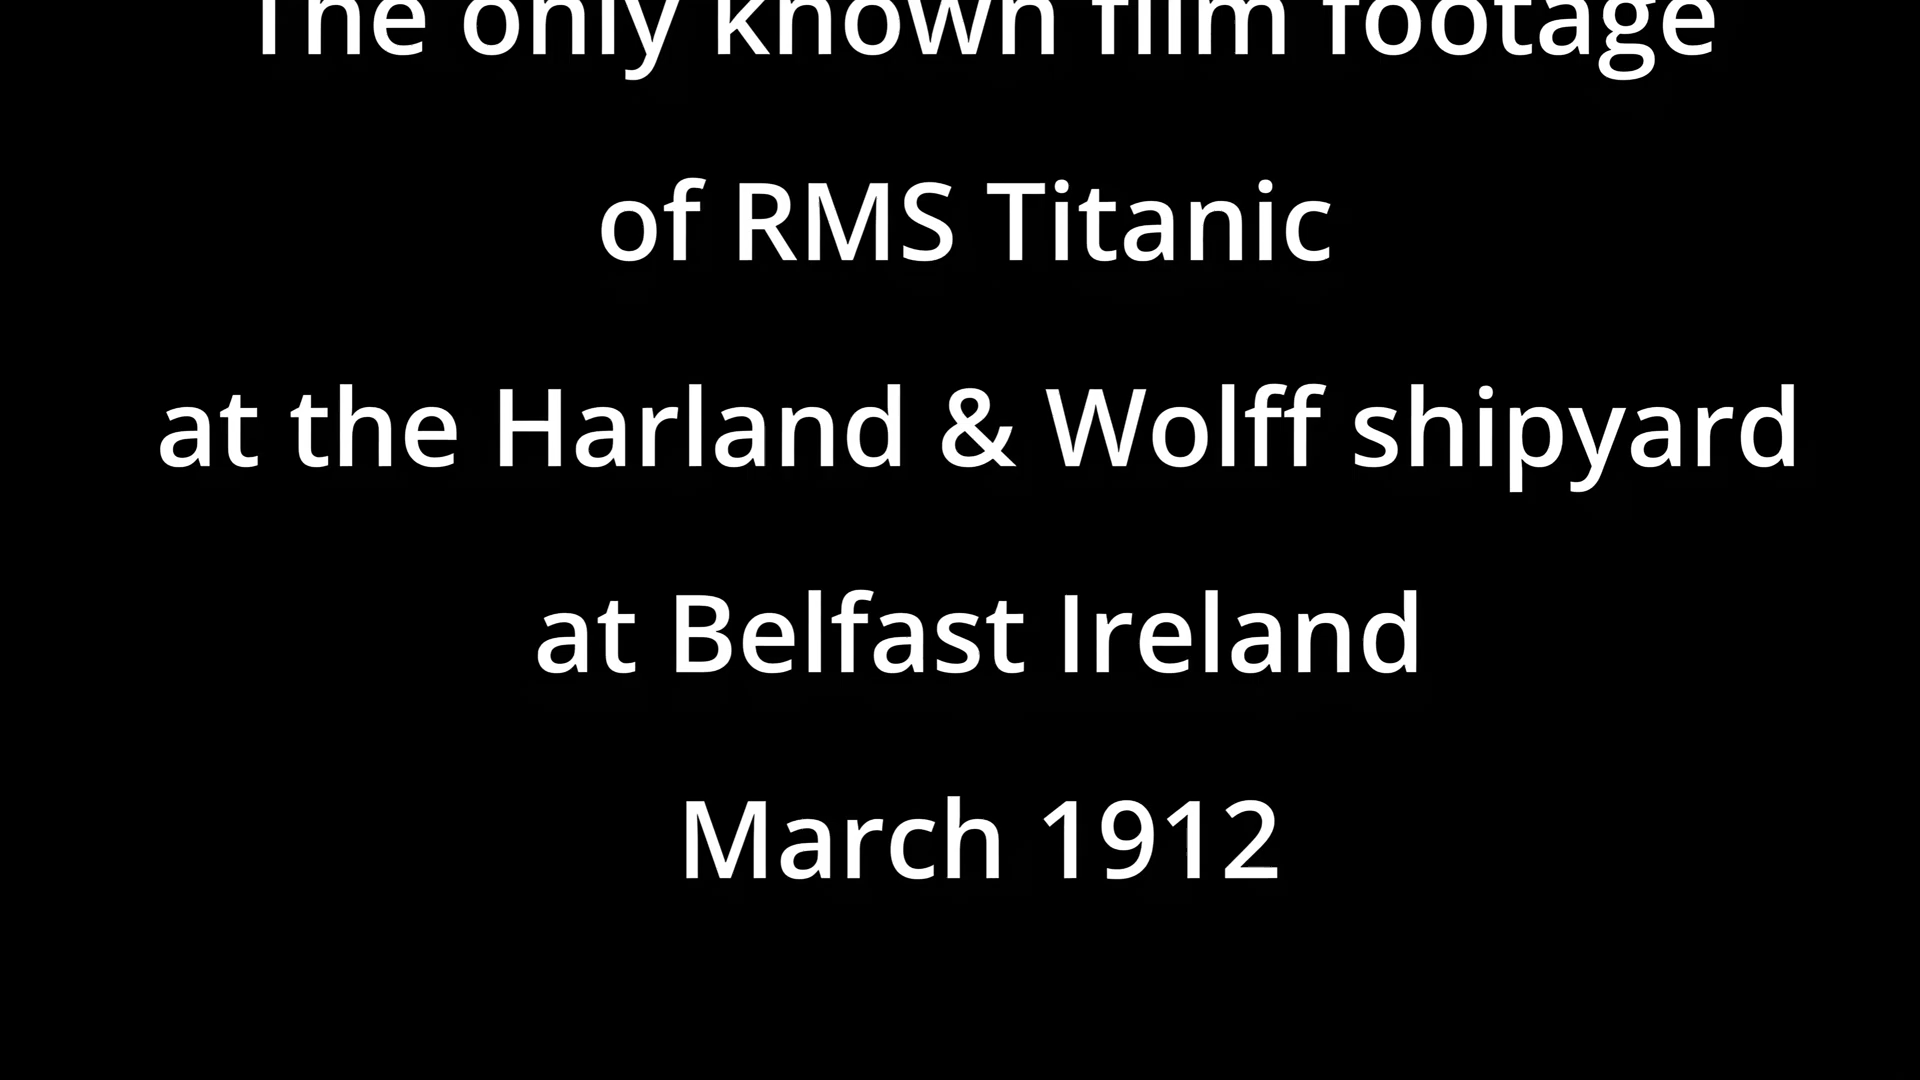 The only known film footage
of RMS Titanic
at the Harland & Wolff shipyard
at Belfast Ireland
March 1912